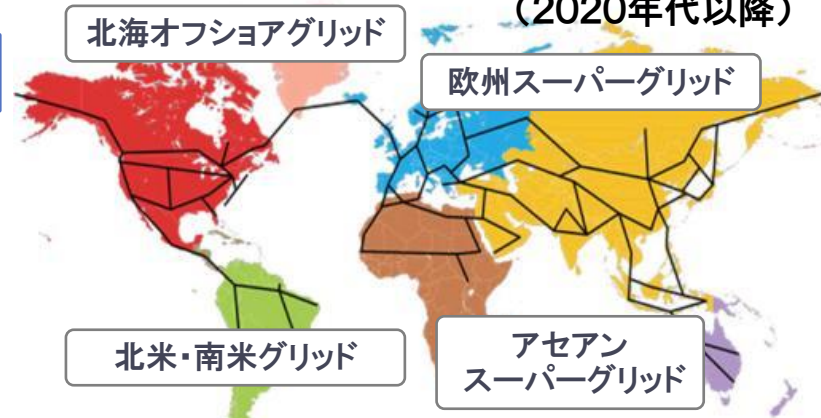 (2020年代以降)
北海オフショアグリッド
欧州スーパーグリッド
北米・南米グリッド
アセアン
スーパーグリッド